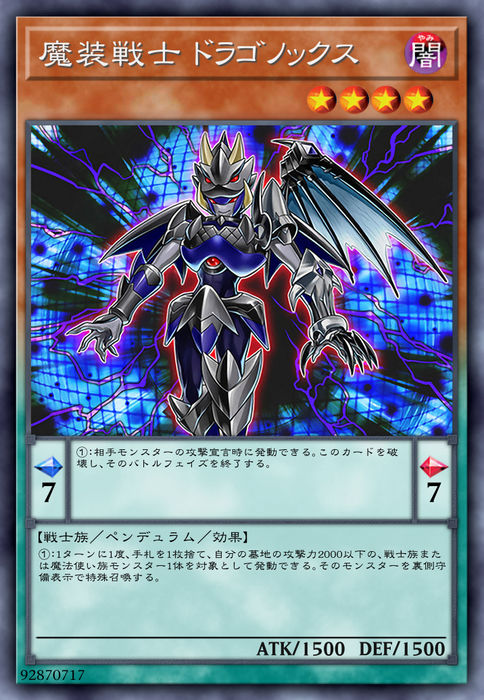 魔装戦士 ドラゴノックス
やみ
闇
①:相手モンスターの攻撃宣言時に発動できる。このカードを破
壊し、そのバトルフェイズを終了する。
7
7
【戦士族/ペンデュラム/効果】
①:1ターンに1度、手札を1枚捨て、自分の墓地の攻撃力2000以下の、戦士族また
は魔法使い族モンスター1体を対象として発動できる。そのモンスターを裏側守
備表示で特殊召喚する。
ATK/1500 DEF/1500
92870717